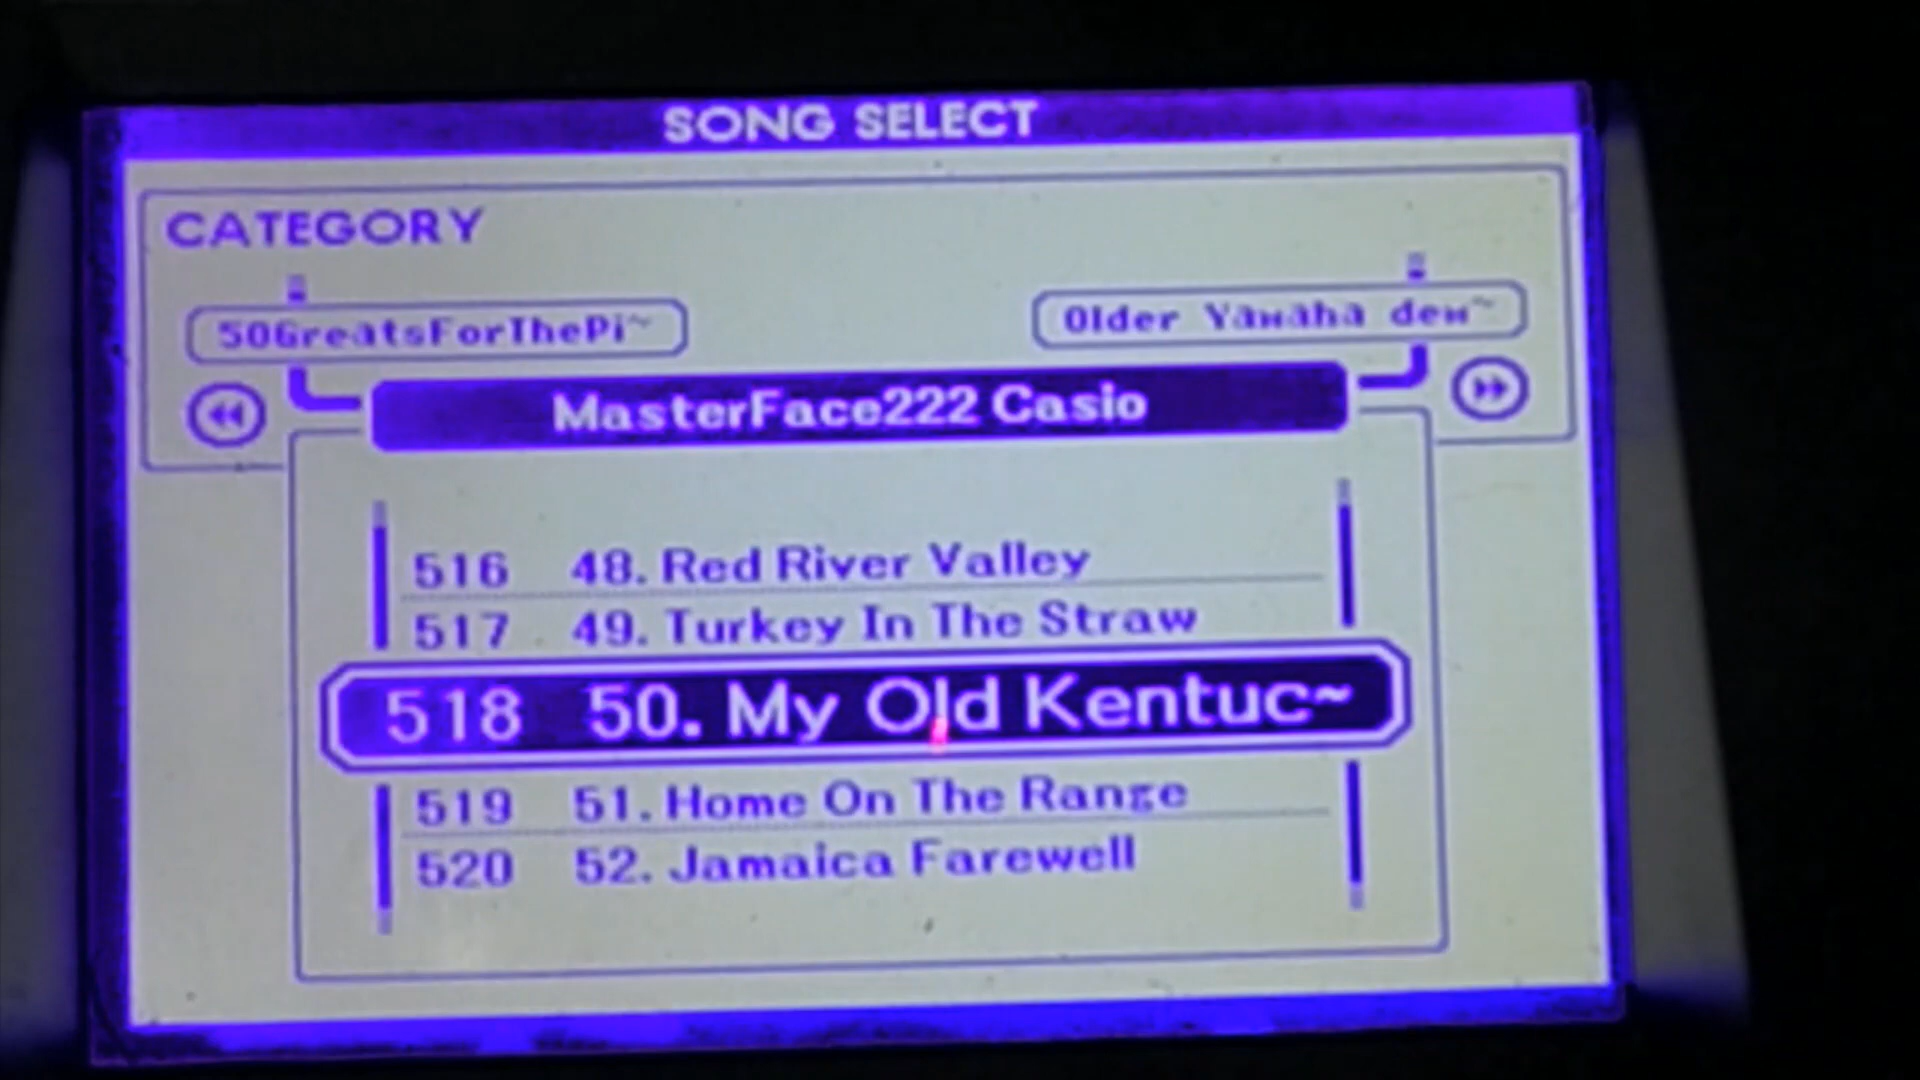 SONG SELECT
CATEGORY
50GreatsForThePi~
Older Yamaha dem~
MasterFace222 Casio
516 48. Red River Valley
517 49. Turkey In The Straw
518 50. My Old Kentuc~
519 51. Home On The Range
520 52. Jamaica Farewell